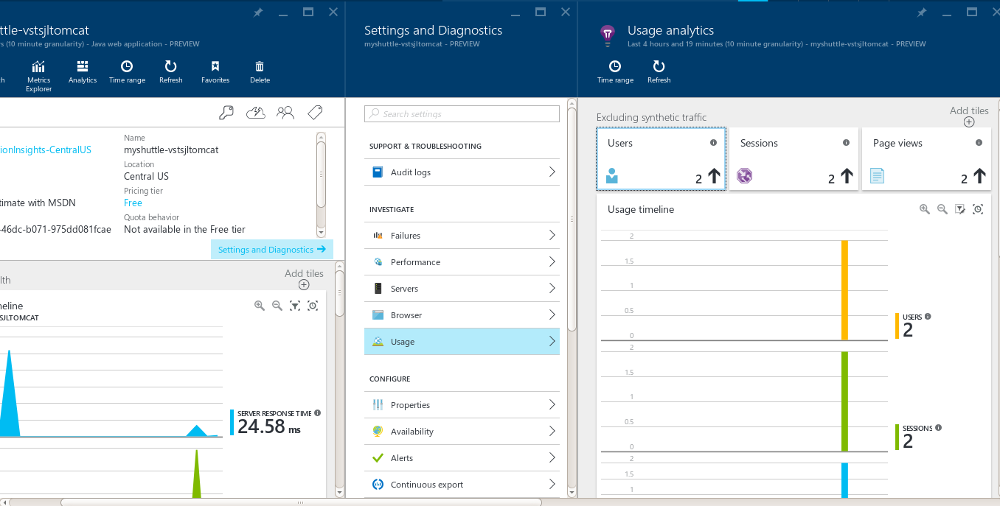 ttle-vstsjltomcat
s (10 minute granularity) - Java web application - PREVIEW
h
Metrics
Explorer
Analytics
Time range
Refresh
Favorites
Delete
ionInsights-CentralUS
timate with MSDN
-46dc-b071-975dd081fcae
Name
myshuttle-vstsjltomcat
Location
Central US
Pricing tier
Free
Quota behavior
Not available in the Free tier
Settings and Diagnostics
lth
Add tiles
neline
SJLTOMCAT
SERVER RESPONSE TIME
24.58 ms
Settings and Diagnostics
myshuttle-vstsjltomcat - PREVIEW
Search settings
SUPPORT & TROUBLESHOOTING
Audit logs
INVESTIGATE
Failures
Performance
Servers
Browser
Usage
CONFIGURE
Properties
Availability
Alerts
Continuous export
Usage analytics
Last 4 hours and 19 minutes (10 minute granularity) - myshuttle-vstsjltomcat - PREVIEW
Time range
Refresh
Excluding synthetic traffic
Add tiles
Users
2
Sessions
2
Page views
2
Usage timeline
2
1.5
1
0.5
0
USERS
2
2
1.5
1
0.5
0
SESSIONS
2
2
1.5
1